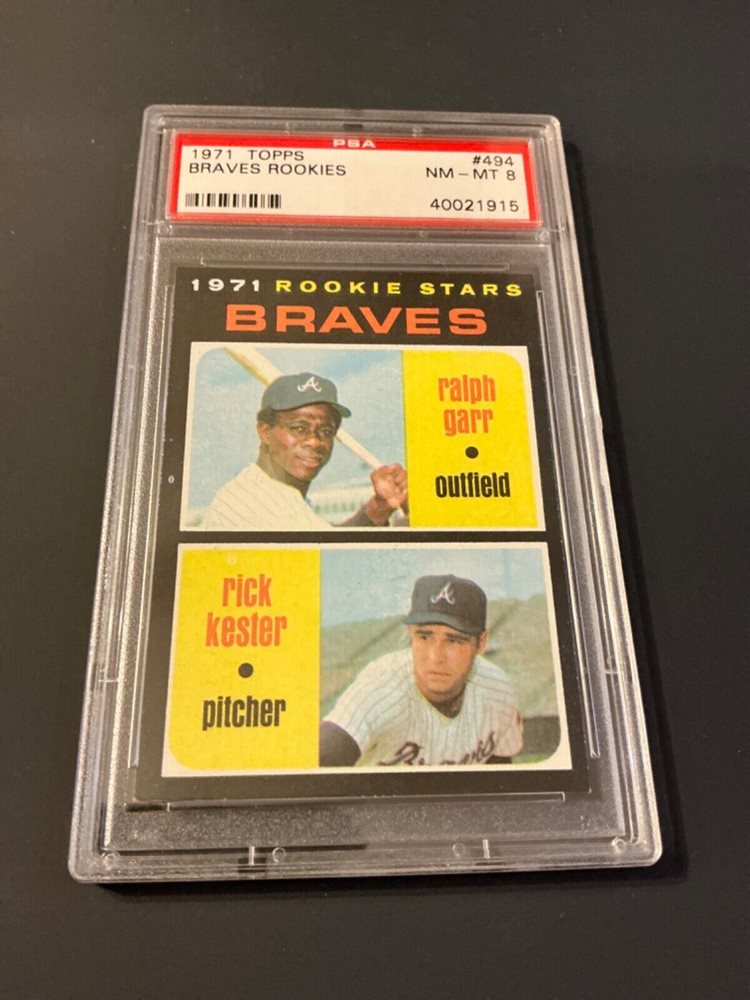 PSA
1971 TOPPS #494
BRAVES ROOKIES NM-MT 8
40021915
1971 ROOKIE STARS
BRAVES
A
ralph
garr
•
outfield
rick
kester
•
pitcher
A
Braves